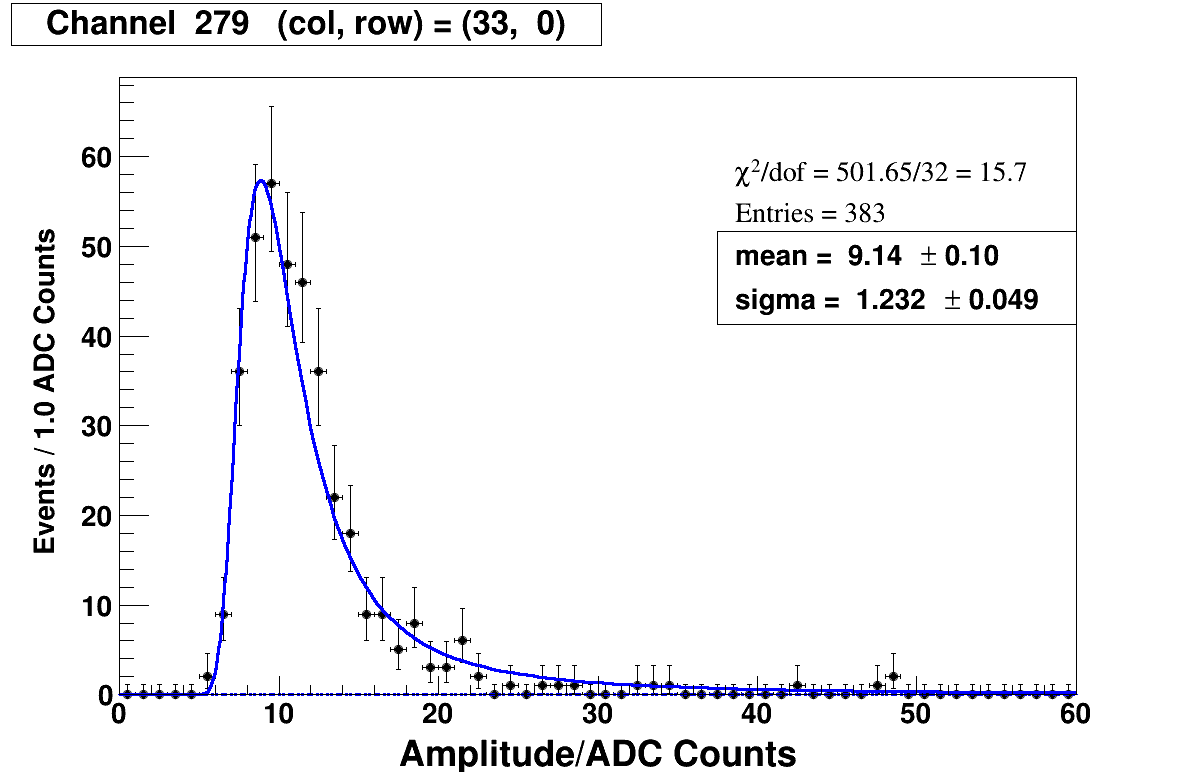 Channel 279 (col, row) = (33, 0)
χ²/dof = 501.65/32 = 15.7
Entries = 383
mean = 9.14 ± 0.10
sigma = 1.232 ± 0.049
Events / 1.0 ADC Counts
60
50
40
30
20
10
0
0 10 20 30 40 50 60
Amplitude/ADC Counts